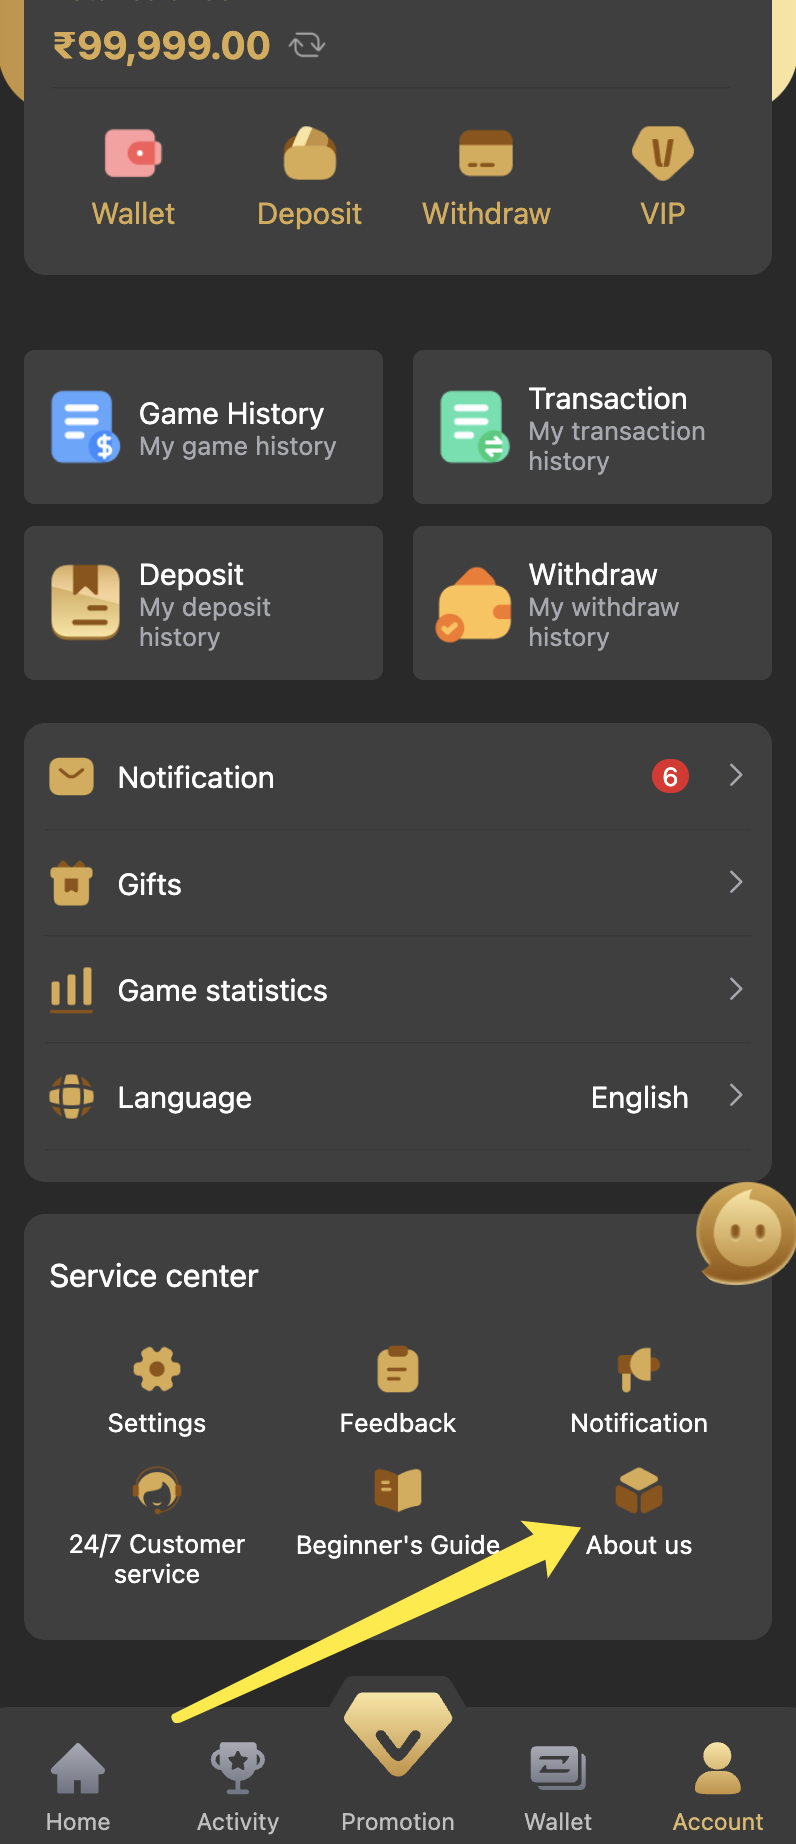 ₹99,999.00
Wallet
Deposit
Withdraw
VIP
Game History
My game history
Transaction
My transaction
history
Deposit
My deposit
history
Withdraw
My withdraw
history
Notification
6
Gifts
Game statistics
Language
English
Service center
Settings
Feedback
Notification
24/7 Customer
service
Beginner's Guide
About us
Home
Activity
Promotion
Wallet
Account